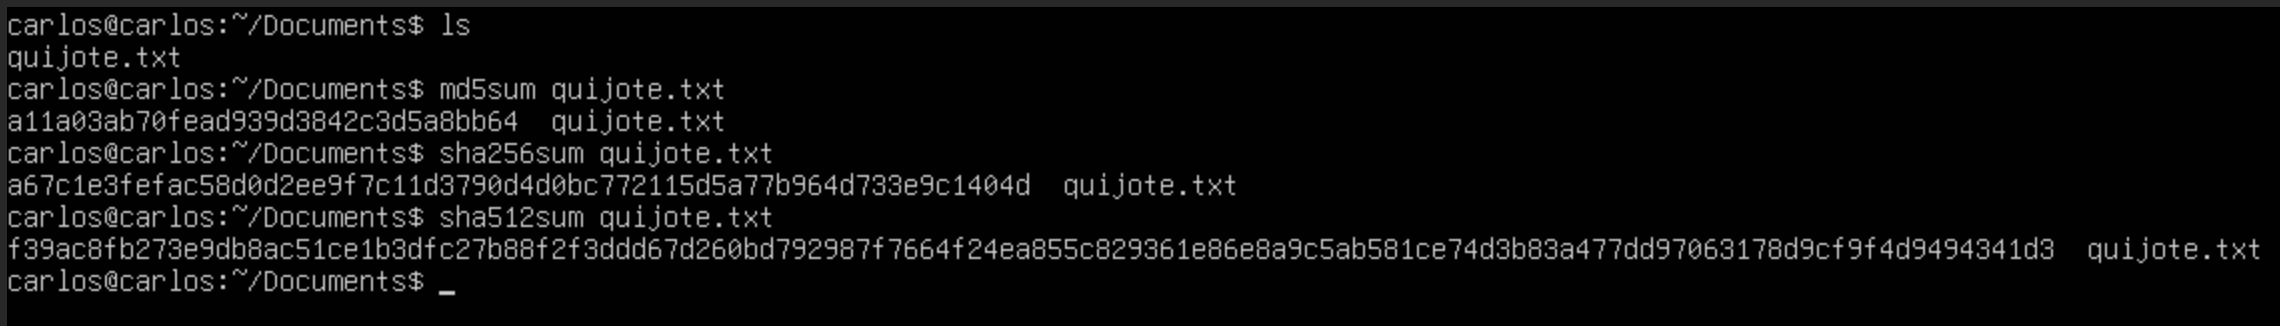 carlos@carlos:~/Documents$ ls
quijote.txt
carlos@carlos:~/Documents$ md5sum quijote.txt
a11a03ab70fead939d3842c3d5a8bb64  quijote.txt
carlos@carlos:~/Documents$ sha256sum quijote.txt
a67c1e3fefac58d0d2ee9f7c11d3790d4d0bc772115d5a77b964d733e9c1404d  quijote.txt
carlos@carlos:~/Documents$ sha512sum quijote.txt
f39ac8fb273e9db8ac51ce1b3dfc27b88f2f3ddd67d260bd792987f7664f24ea855c829361e86e8a9c5ab581ce74d3b83a477dd97063178d9cf9f4d9494341d3  quijote.txt
carlos@carlos:~/Documents$ _